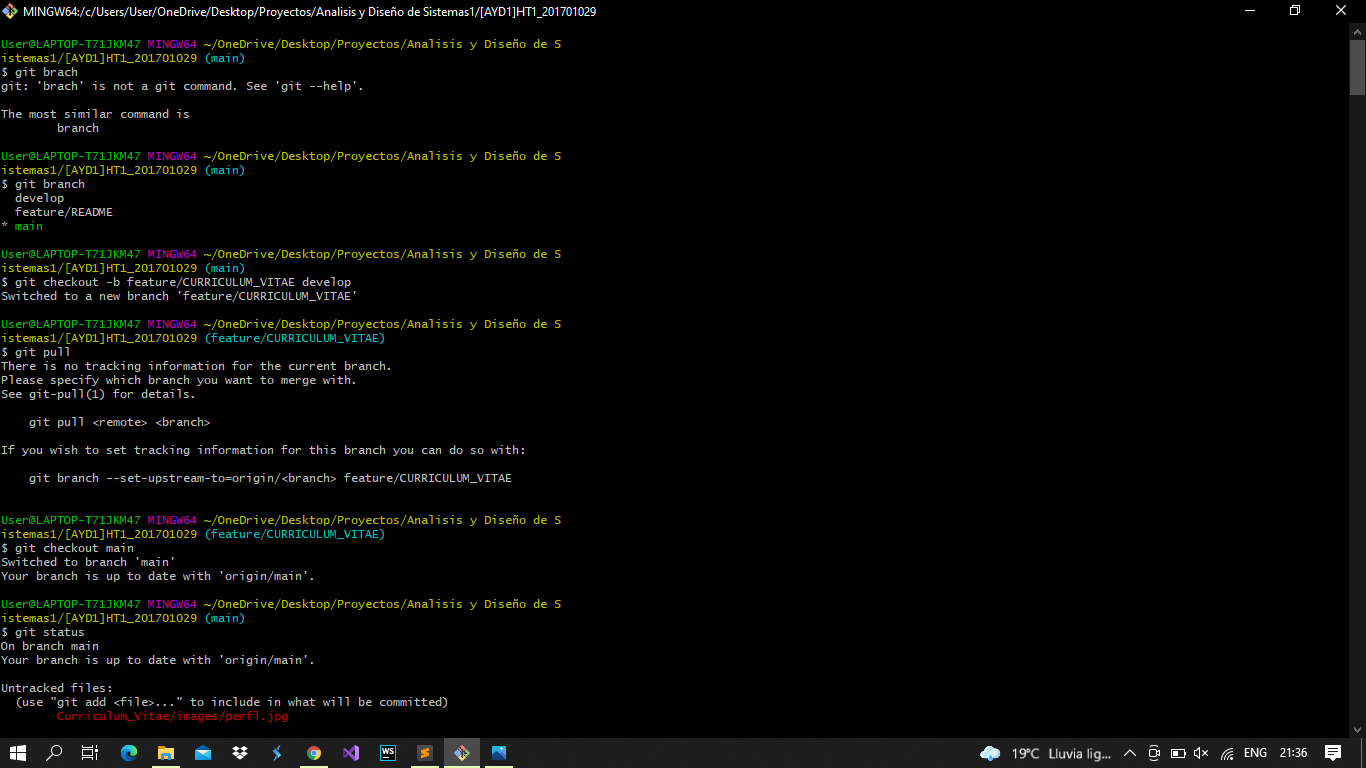 MINGW64:/c/Users/User/OneDrive/Desktop/Proyectos/Analisis y Diseño de Sistemas1/[AYD1]HT1_201701029
User@LAPTOP-T71JKM47 MINGW64 ~/OneDrive/Desktop/Proyectos/Analisis y Diseño de S
istemas1/[AYD1]HT1_201701029 (main)
$ git brach
git: 'brach' is not a git command. See 'git --help'.
The most similar command is
branch
User@LAPTOP-T71JKM47 MINGW64 ~/OneDrive/Desktop/Proyectos/Analisis y Diseño de S
istemas1/[AYD1]HT1_201701029 (main)
$ git branch
develop
feature/README
* main
User@LAPTOP-T71JKM47 MINGW64 ~/OneDrive/Desktop/Proyectos/Analisis y Diseño de S
istemas1/[AYD1]HT1_201701029 (main)
$ git checkout -b feature/CURRICULUM_VITAE develop
Switched to a new branch 'feature/CURRICULUM_VITAE'
User@LAPTOP-T71JKM47 MINGW64 ~/OneDrive/Desktop/Proyectos/Analisis y Diseño de S
istemas1/[AYD1]HT1_201701029 (feature/CURRICULUM_VITAE)
$ git pull
There is no tracking information for the current branch.
Please specify which branch you want to merge with.
See git-pull(1) for details.
git pull <remote> <branch>
If you wish to set tracking information for this branch you can do so with:
git branch --set-upstream-to=origin/<branch> feature/CURRICULUM_VITAE
User@LAPTOP-T71JKM47 MINGW64 ~/OneDrive/Desktop/Proyectos/Analisis y Diseño de S
istemas1/[AYD1]HT1_201701029 (feature/CURRICULUM_VITAE)
$ git checkout main
Switched to branch 'main'
Your branch is up to date with 'origin/main'.
User@LAPTOP-T71JKM47 MINGW64 ~/OneDrive/Desktop/Proyectos/Analisis y Diseño de S
istemas1/[AYD1]HT1_201701029 (main)
$ git status
On branch main
Your branch is up to date with 'origin/main'.
Untracked files:
(use "git add <file>..." to include in what will be committed)
Curriculum_Vitae/images/perfl.jpg
WS
19°C Lluvia lig... ENG 21:36